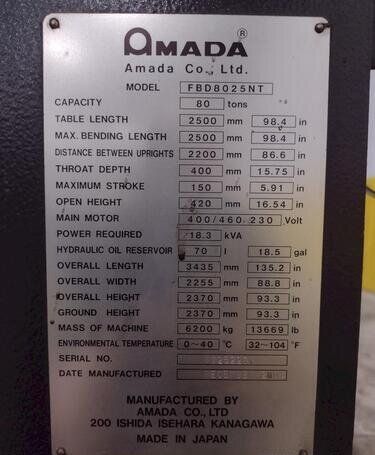 AMADA ®
Amada Co., Ltd.
MODEL FBD8025NT
CAPACITY 80 tons
TABLE LENGTH 2500 mm 98.4 in
MAX. BENDING LENGTH 2500 mm 98.4 in
DISTANCE BETWEEN UPRIGHTS 2200 mm 86.6 in
THROAT DEPTH 400 mm 15.75 in
MAXIMUM STROKE 150 mm 5.91 in
OPEN HEIGHT 420 mm 16.54 in
MAIN MOTOR 400/460.230 Volt
POWER REQUIRED 18.3 kVA
HYDRAULIC OIL RESERVOIR 70 l 18.5 gal
OVERALL LENGTH 3435 mm 135.2 in
OVERALL WIDTH 2255 mm 88.8 in
OVERALL HEIGHT 2370 mm 93.3 in
GROUND HEIGHT 2370 mm 93.3 in
MASS OF MACHINE 6200 kg 13669 lb
ENVIRONMENTAL TEMPERATURE 0~40 °C 32~104 °F
SERIAL NO.
DATE MANUFACTURED
MANUFACTURED BY
AMADA CO., LTD
200 ISHIDA ISEHARA KANAGAWA
MADE IN JAPAN